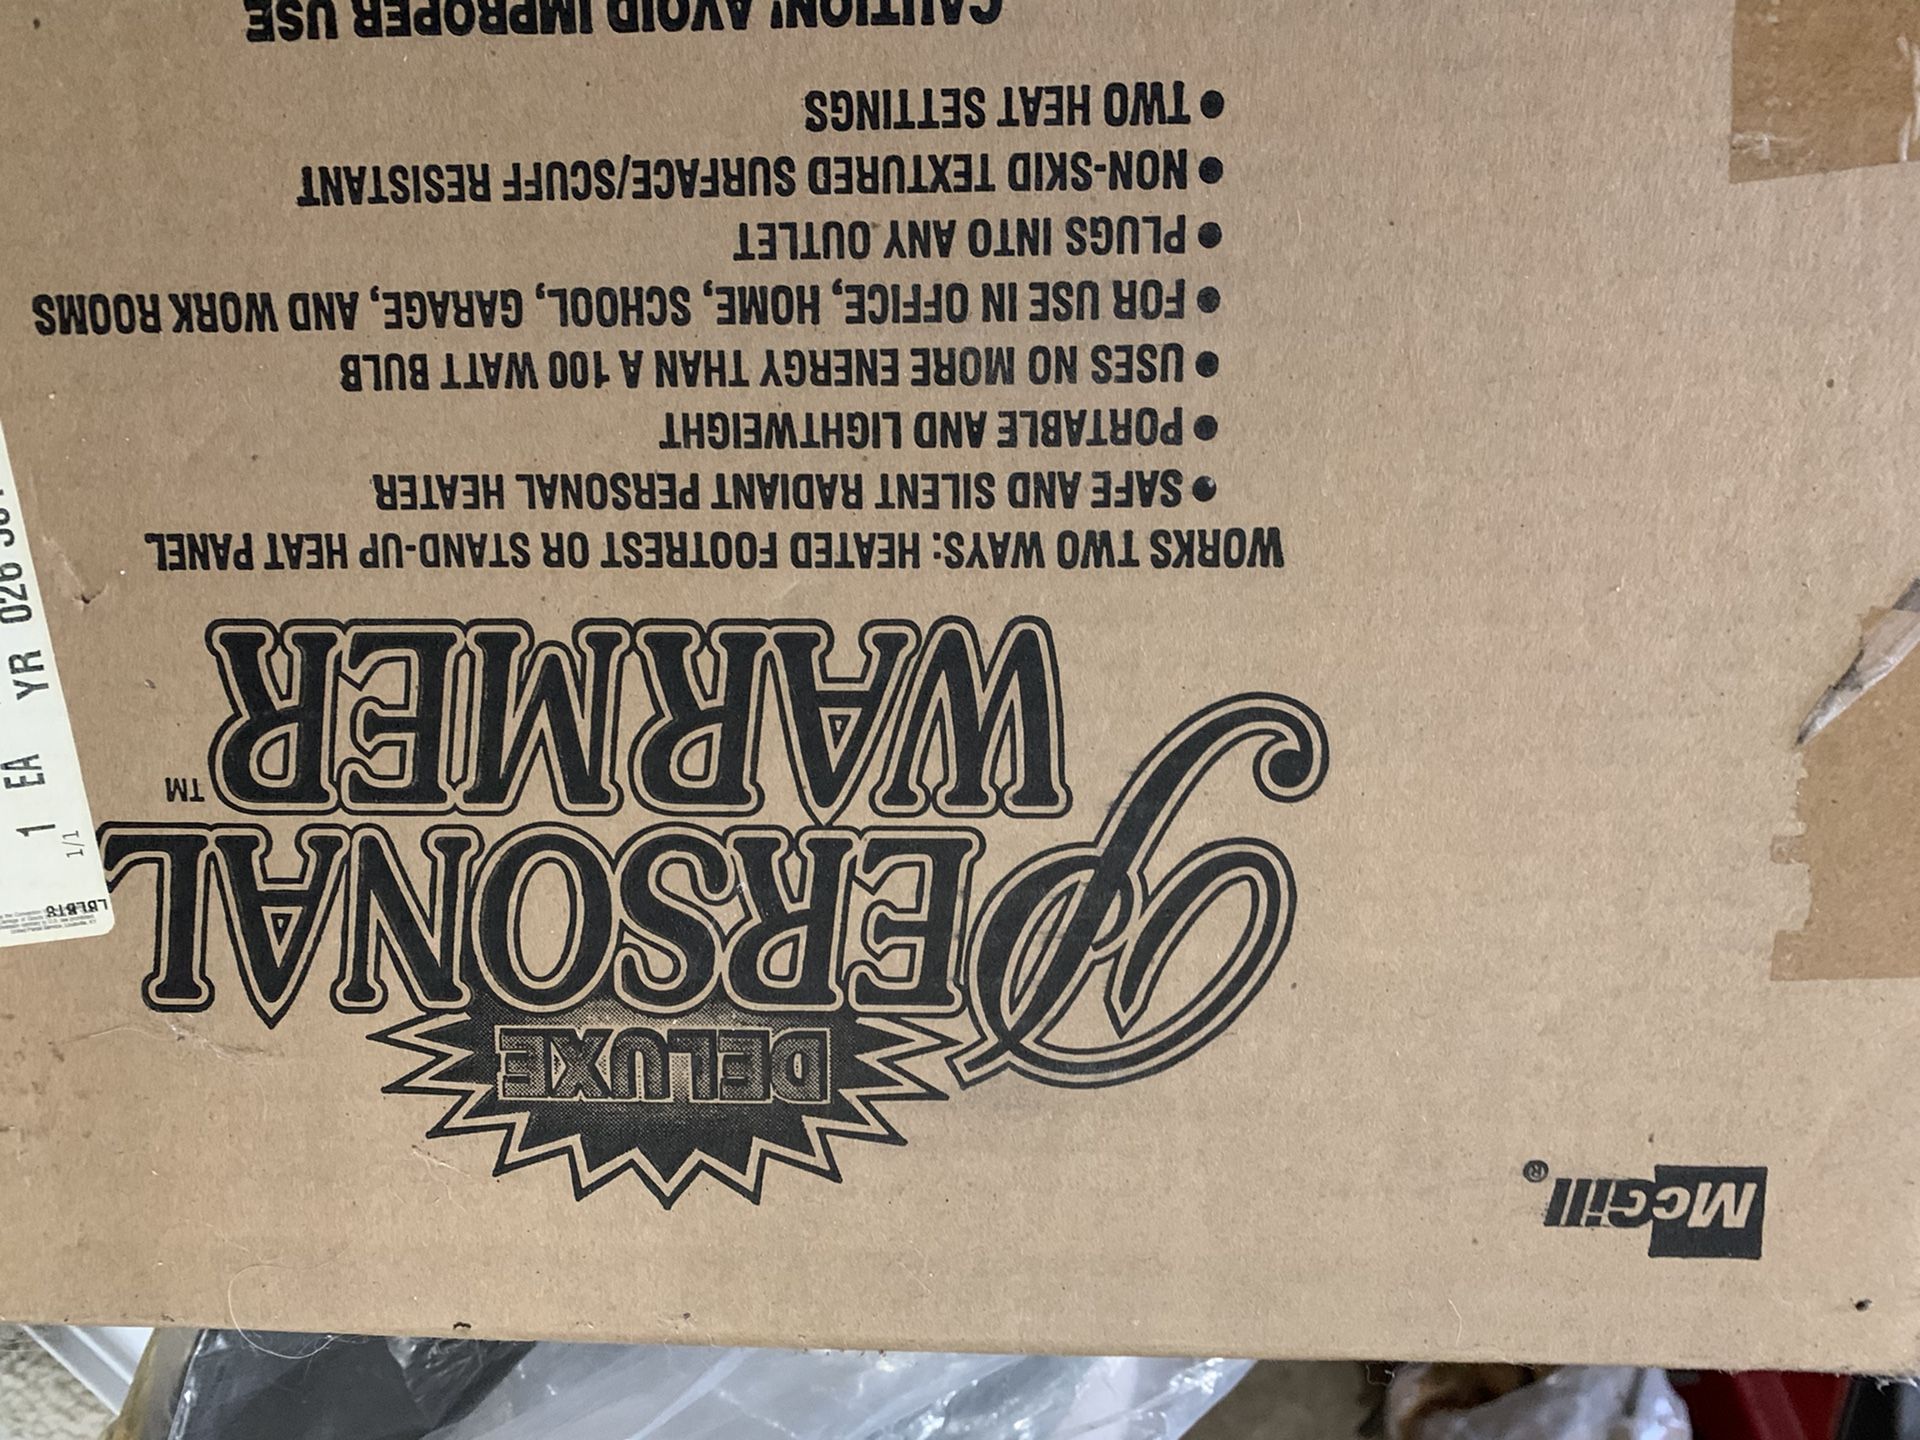 McGill®
DELUXE
PERSONAL
WARMER™
WORKS TWO WAYS: HEATED FOOTREST OR STAND-UP HEAT PANEL
• SAFE AND SILENT RADIANT PERSONAL HEATER
• PORTABLE AND LIGHTWEIGHT
• USES NO MORE ENERGY THAN A 100 WATT BULB
• FOR USE IN OFFICE, HOME, SCHOOL, GARAGE, AND WORK ROOMS
• PLUGS INTO ANY OUTLET
• NON-SKID TEXTURED SURFACE/SCUFF RESISTANT
• TWO HEAT SETTINGS
CAUTION! AVOID IMPROPER USE
1 EA YR 026
1/1